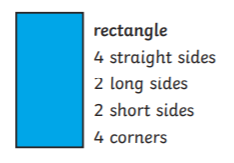 rectangle
4 straight sides
2 long sides
2 short sides
4 corners